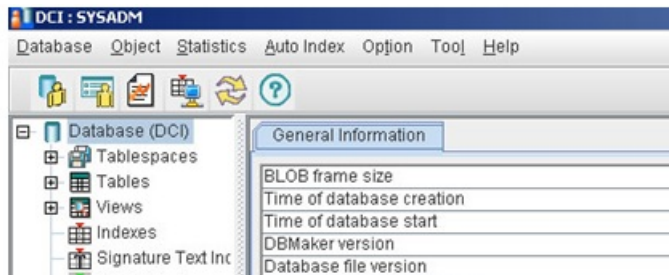 DCI : SYSADM
Database Object Statistics Auto Index Option Tool Help
Database (DCI)
Tablespaces
Tables
Views
Indexes
Signature Text Inc
General Information
BLOB frame size
Time of database creation
Time of database start
DBMaker version
Database file version